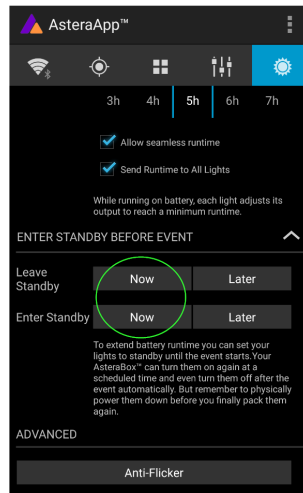 AsteraApp™
3h 4h 5h 6h 7h
Allow seamless runtime
Send Runtime to All Lights
While running on battery, each light adjusts its
output to reach a minimum runtime.
ENTER STANDBY BEFORE EVENT
Leave
Standby
Now Later
Enter Standby Now Later
To extend battery runtime you can set your
lights to standby until the event starts.Your
AsteraBox™ can turn them on again at a
scheduled time and even turn them off after the
event automatically. But remember to physically
power them down before you finally pack them
again.
ADVANCED
Anti-Flicker